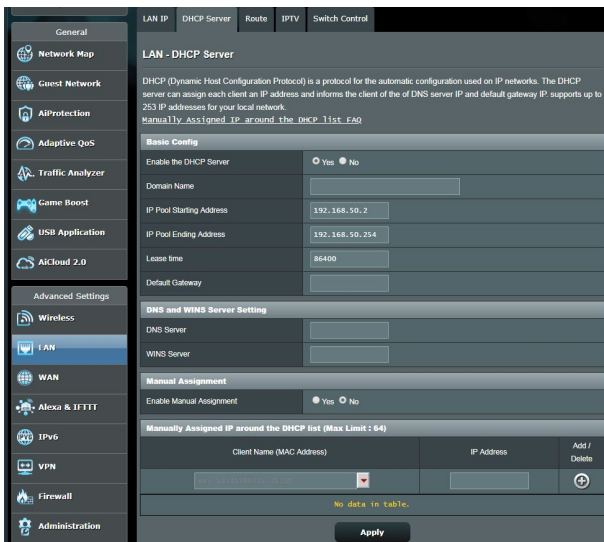 LAN IP DHCP Server Route IPTV Switch Control
General
Network Map
Guest Network
AiProtection
Adaptive QoS
Traffic Analyzer
Game Boost
USB Application
AiCloud 2.0
Advanced Settings
Wireless
LAN
WAN
Alexa & IFTTT
IPv6
VPN
Firewall
Administration
LAN - DHCP Server
DHCP (Dynamic Host Configuration Protocol) is a protocol for the automatic configuration used on IP networks. The DHCP
server can assign each client an IP address and informs the client of the of DNS server IP and default gateway IP. supports up to
253 IP addresses for your local network.
Manually Assigned IP around the DHCP list FAQ
Basic Config
Enable the DHCP Server Yes No
Domain Name
IP Pool Starting Address 192.168.50.2
IP Pool Ending Address 192.168.50.254
Lease time 86400
Default Gateway
DNS and WINS Server Setting
DNS Server
WINS Server
Manual Assignment
Enable Manual Assignment Yes No
Manually Assigned IP around the DHCP list (Max Limit : 64)
Client Name (MAC Address) IP Address Add /
Delete
No data in table.
Apply